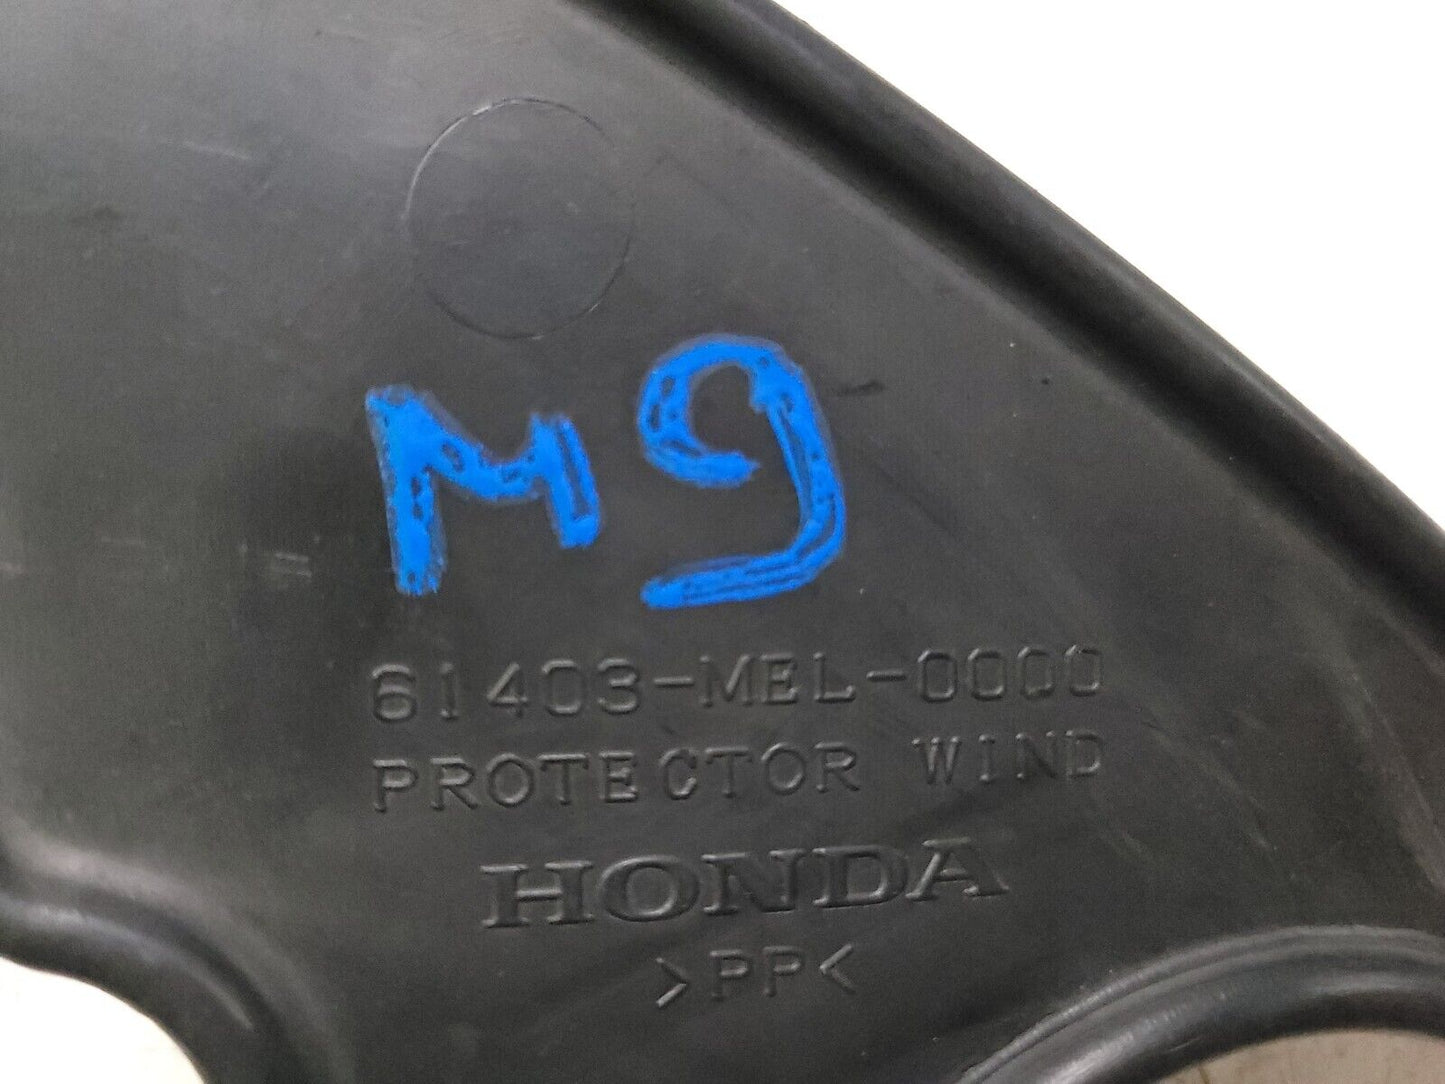 M9
61403-MEL-0000
PROTECTOR WIND
HONDA
>PP<